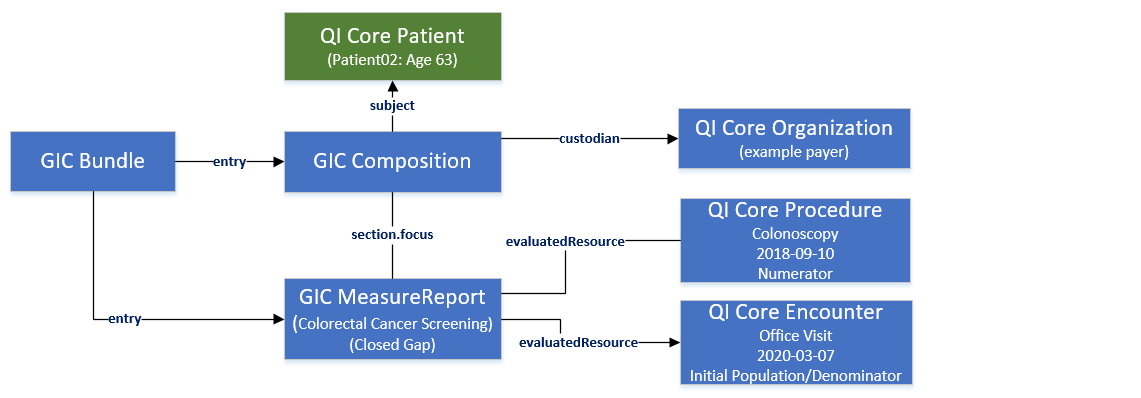 QI Core Patient
(Patient02: Age 63)
subject
GIC Bundle
entry
GIC Composition
custodian
QI Core Organization
(example payer)
section.focus
QI Core Procedure
Colonoscopy
2018-09-10
Numerator
evaluatedResource
GIC MeasureReport
(Colorectal Cancer Screening)
(Closed Gap)
entry
evaluatedResource
QI Core Encounter
Office Visit
2020-03-07
Initial Population/Denominator